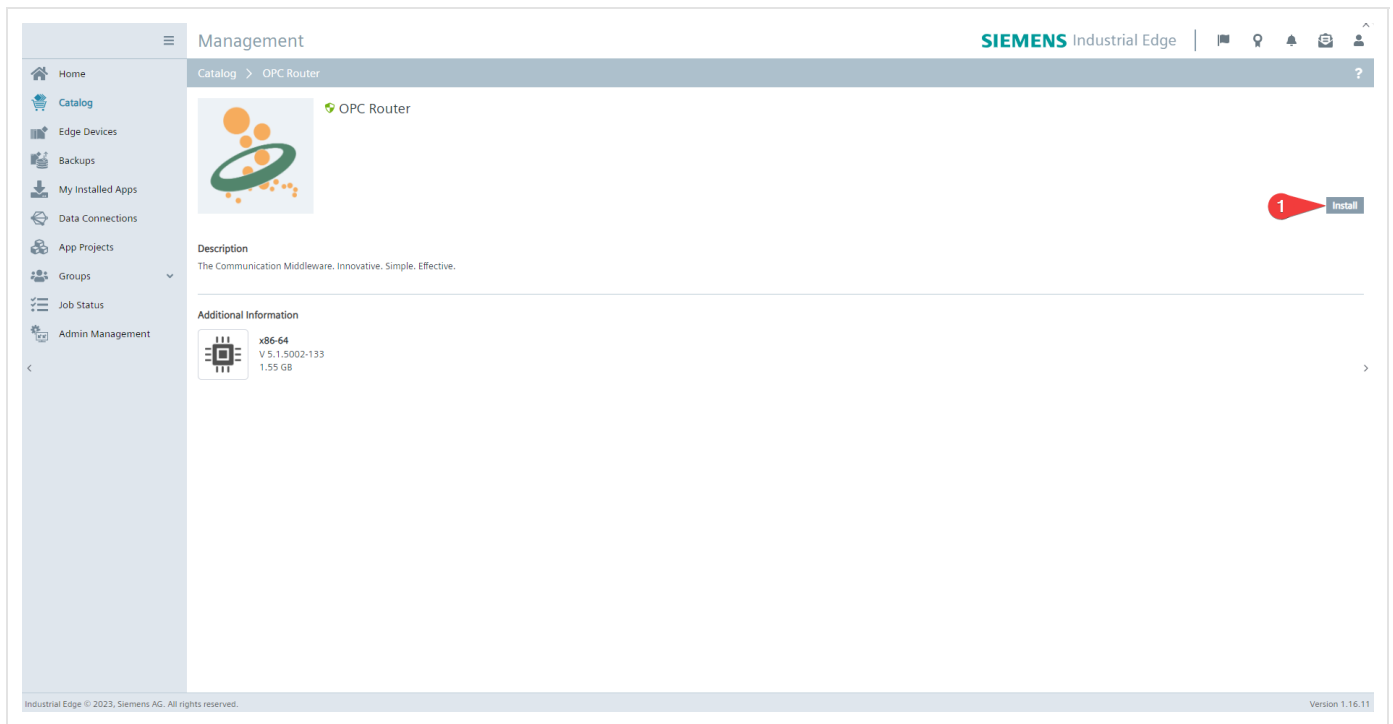 Management
SIEMENS Industrial Edge
Home
Catalog > OPC Router
?
Catalog
OPC Router
Edge Devices
Backups
My Installed Apps
1
Install
Data Connections
App Projects
Description
The Communication Middleware. Innovative. Simple. Effective.
Groups
Job Status
Additional Information
Admin Management
x86-64
V 5.1.5002-133
1.55 GB
Industrial Edge © 2023, Siemens AG. All rights reserved.
Version 1.16.11